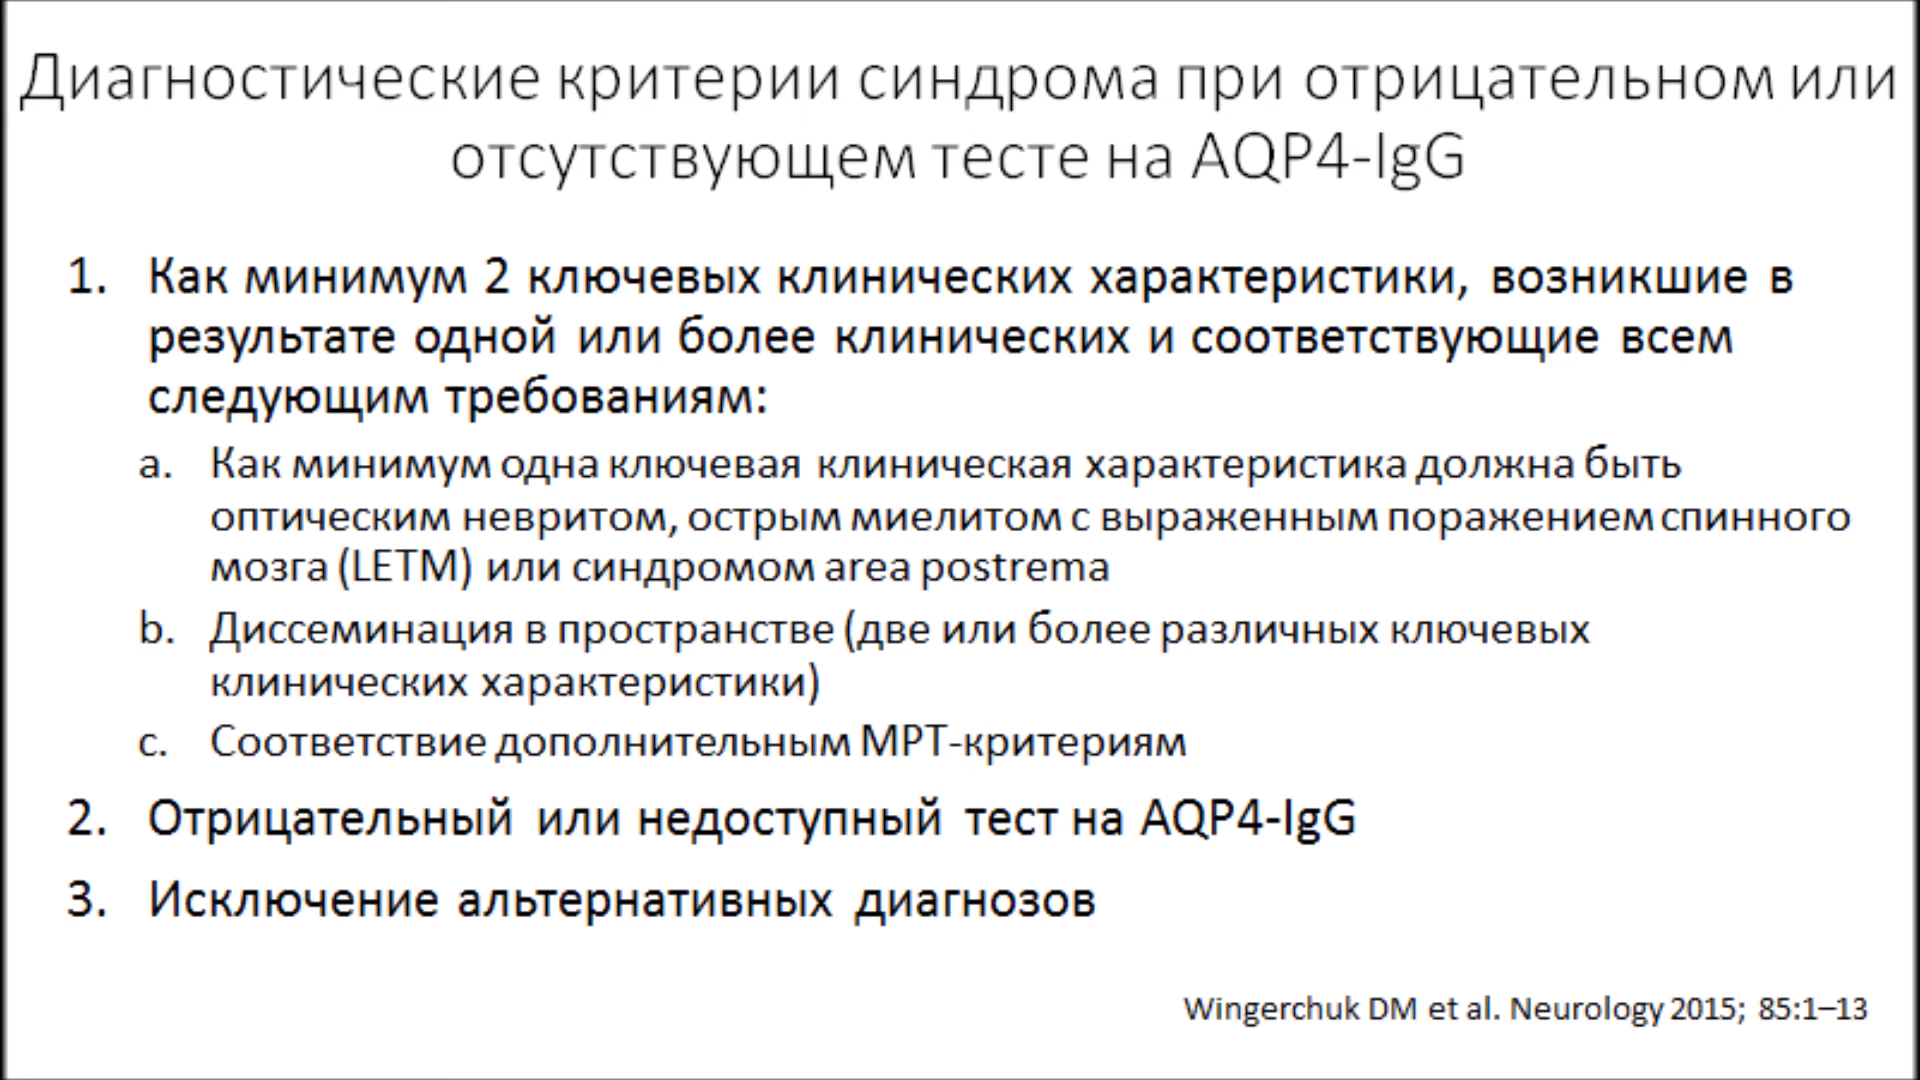 Диагностические критерии синдрома при отрицательном или
отсутствующем тесте на AQP4-IgG
1. Как минимум 2 ключевых клинических характеристики, возникшие в
результате одной или более клинических и соответствующие всем
следующим требованиям:
a. Как минимум одна ключевая клиническая характеристика должна быть
оптическим невритом, острым миелитом с выраженным поражением спинного
мозга (LETM) или синдромом area postrema
b. Диссеминация в пространстве (две или более различных ключевых
клинических характеристики)
c. Соответствие дополнительным МРТ-критериям
2. Отрицательный или недоступный тест на AQP4-IgG
3. Исключение альтернативных диагнозов
Wingerchuk DM et al. Neurology 2015; 85:1–13